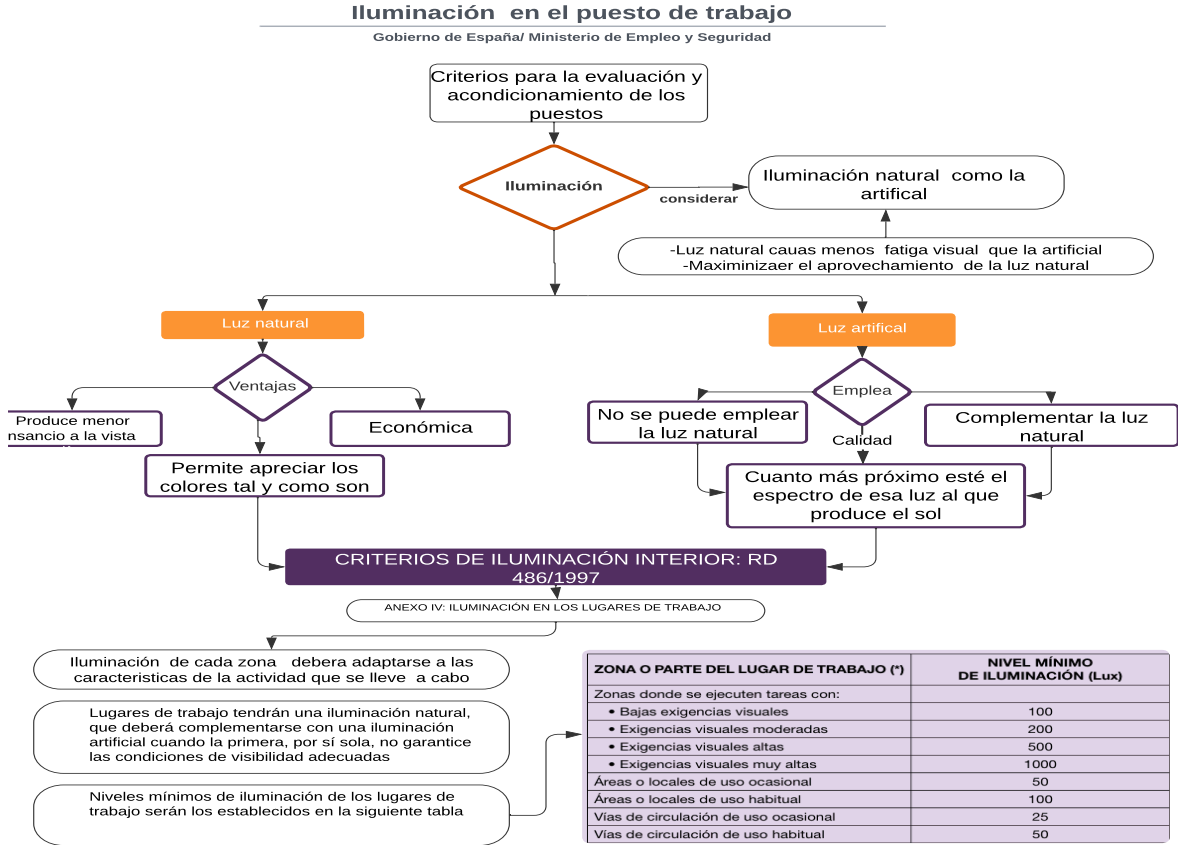 Iluminación en el puesto de trabajo
Gobierno de España/ Ministerio de Empleo y Seguridad
Criterios para la evaluación y
acondicionamiento de los
puestos
Iluminación
considerar
Iluminación natural como la
artifical
-Luz natural cauas menos fatiga visual que la artificial
-Maximinizaer el aprovechamiento de la luz natural
Luz natural
Luz artifical
Ventajas
Emplea
Produce menor
nsancio a la vista
Económica
Permite apreciar los
colores tal y como son
No se puede emplear
la luz natural
Calidad
Complementar la luz
natural
Cuanto más próximo esté el
espectro de esa luz al que
produce el sol
CRITERIOS DE ILUMINACIÓN INTERIOR: RD
486/1997
ANEXO IV: ILUMINACIÓN EN LOS LUGARES DE TRABAJO
Iluminación de cada zona debera adaptarse a las
caracteristicas de la actividad que se lleve a cabo
Lugares de trabajo tendrán una iluminación natural,
que deberá complementarse con una iluminación
artificial cuando la primera, por sí sola, no garantice
las condiciones de visibilidad adecuadas
Niveles mínimos de iluminación de los lugares de
trabajo serán los establecidos en la siguiente tabla
ZONA O PARTE DEL LUGAR DE TRABAJO (*) NIVEL MÍNIMO
DE ILUMINACIÓN (Lux)
Zonas donde se ejecuten tareas con:
• Bajas exigencias visuales 100
• Exigencias visuales moderadas 200
• Exigencias visuales altas 500
• Exigencias visuales muy altas 1000
Áreas o locales de uso ocasional 50
Áreas o locales de uso habitual 100
Vías de circulación de uso ocasional 25
Vías de circulación de uso habitual 50